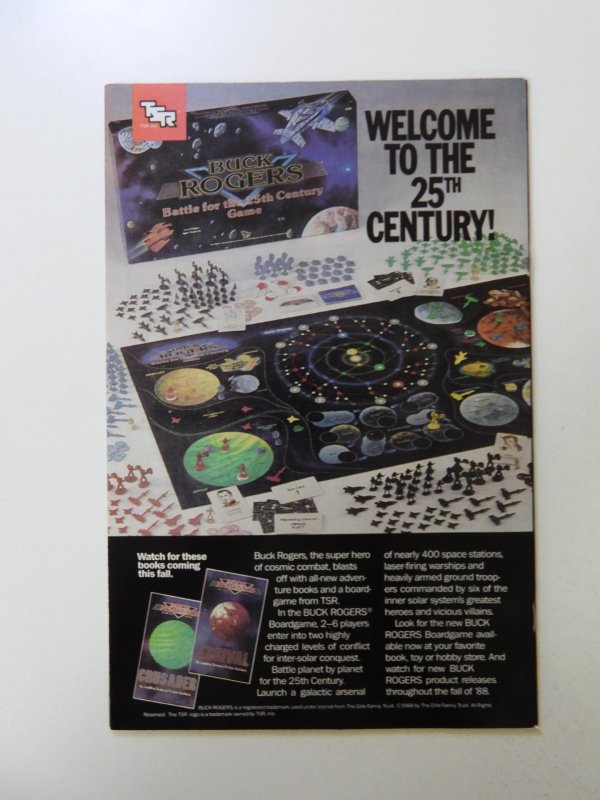 TSR
WELCOME
TO THE
25TH
CENTURY!
BUCK
ROGERS
Battle for the 25th Century
Game
BUCK
ROGERS
Watch for these
books coming
this fall.
CRUSADER
ARRIVAL
Buck Rogers, the super hero
of cosmic combat, blasts
off with all-new adven-
ture books and a board-
game from TSR.
In the BUCK ROGERS®
Boardgame, 2-6 players
enter into two highly
charged levels of conflict
for inter-solar conquest.
Battle planet by planet
for the 25th Century.
Launch a galactic arsenal
of nearly 400 space stations,
laser-firing warships and
heavily armed ground troop-
ers commanded by six of the
inner solar system's greatest
heroes and vicious villains.
Look for the new BUCK
ROGERS Boardgame avail-
able now at your favorite
book, toy or hobby store. And
watch for new BUCK
ROGERS product releases
throughout the fall of '88.
BUCK ROGERS is a registered trademark used under license from The Dille Family Trust. ©1988 by The Dille Family Trust. All Rights
Reserved. The TSR logo is a trademark owned by TSR, Inc.